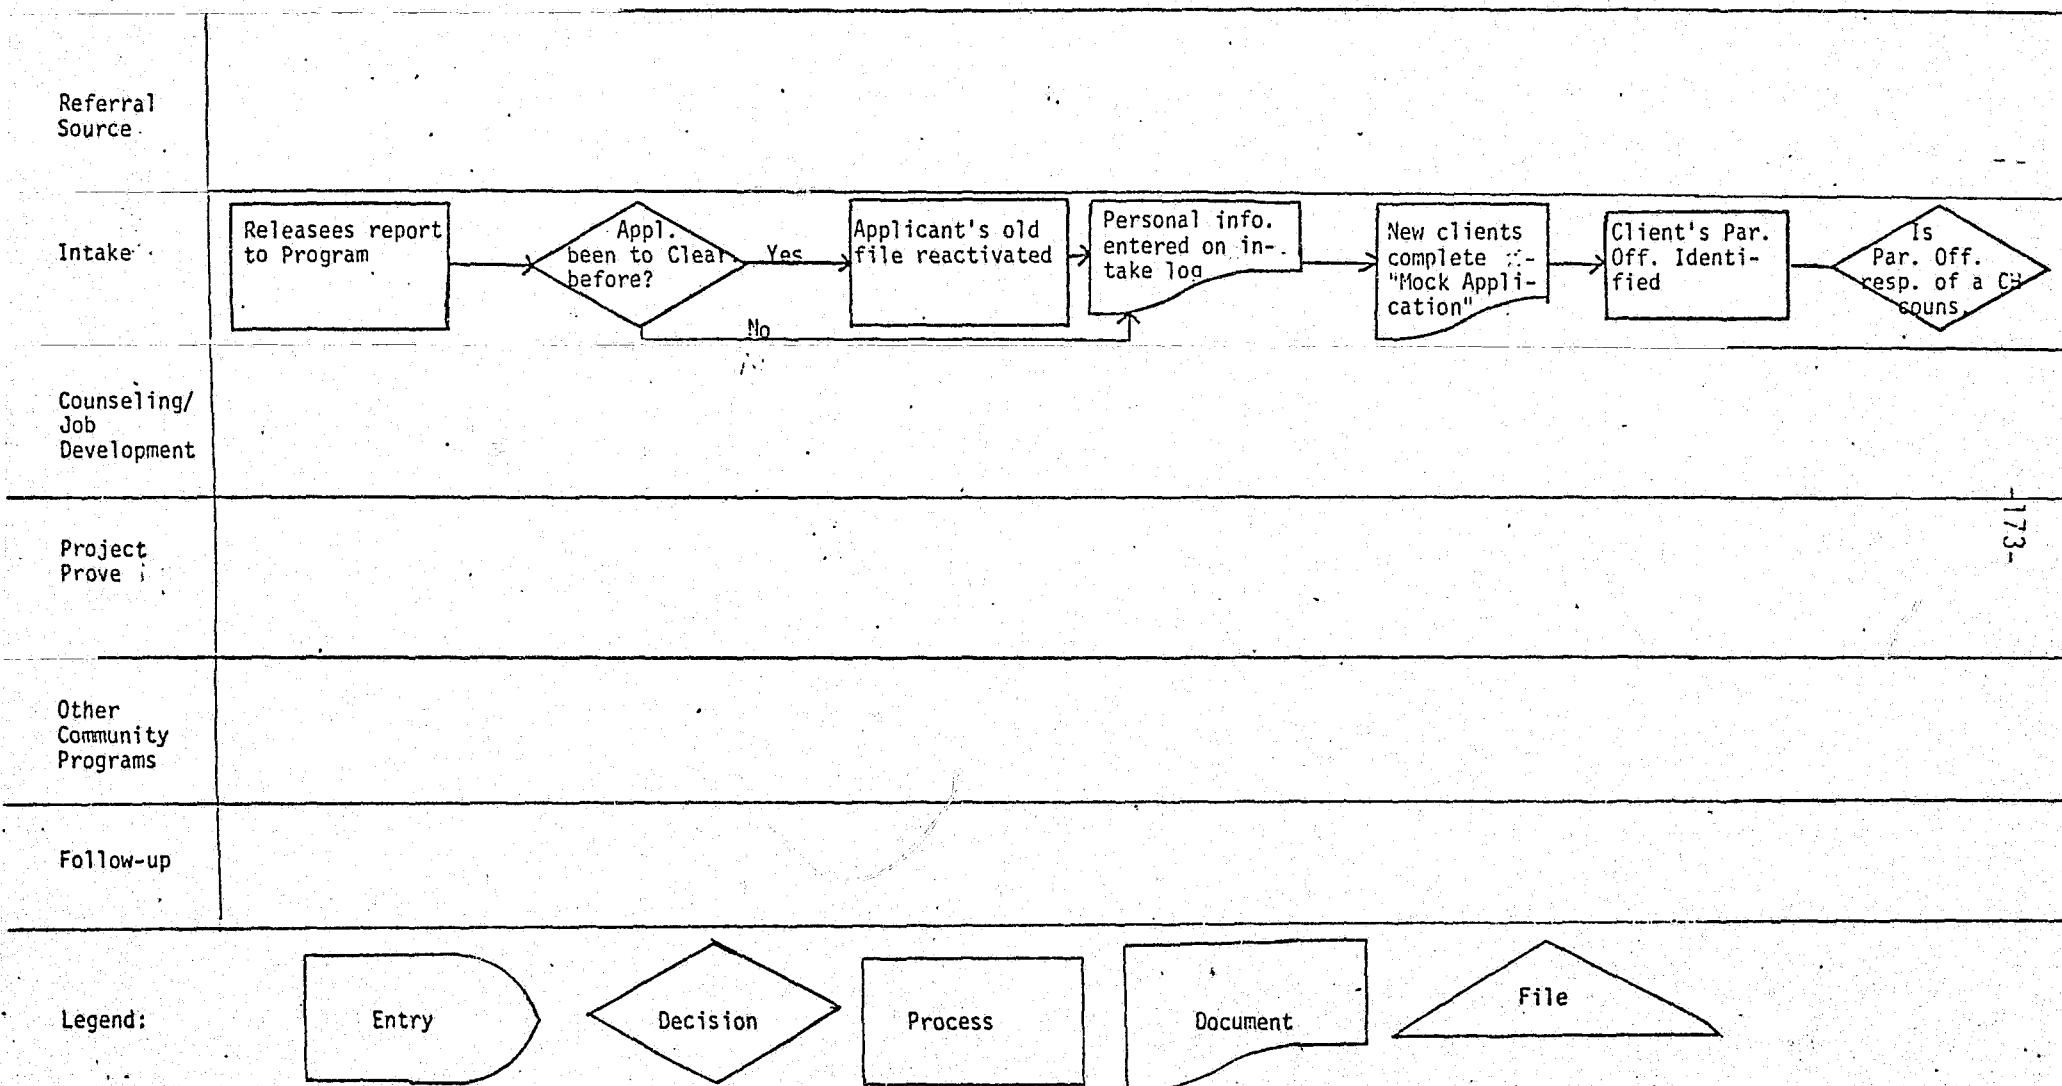 Referral
Source
Intake
Releasees report
to Program
Appl.
been to Clear.
before?
Yes
No
Applicant's old
file reactivated
Personal info.
entered on in-
take log
New clients
complete
"Mock Appli-
cation"
Client's Par.
Off. Identi-
fied
Is
Par. Off.
resp. of a CH
couns.
Counseling/
Job
Development
Project
Prove
-173-
Other
Community
Programs
Follow-up
Legend:
Entry
Decision
Process
Document
File